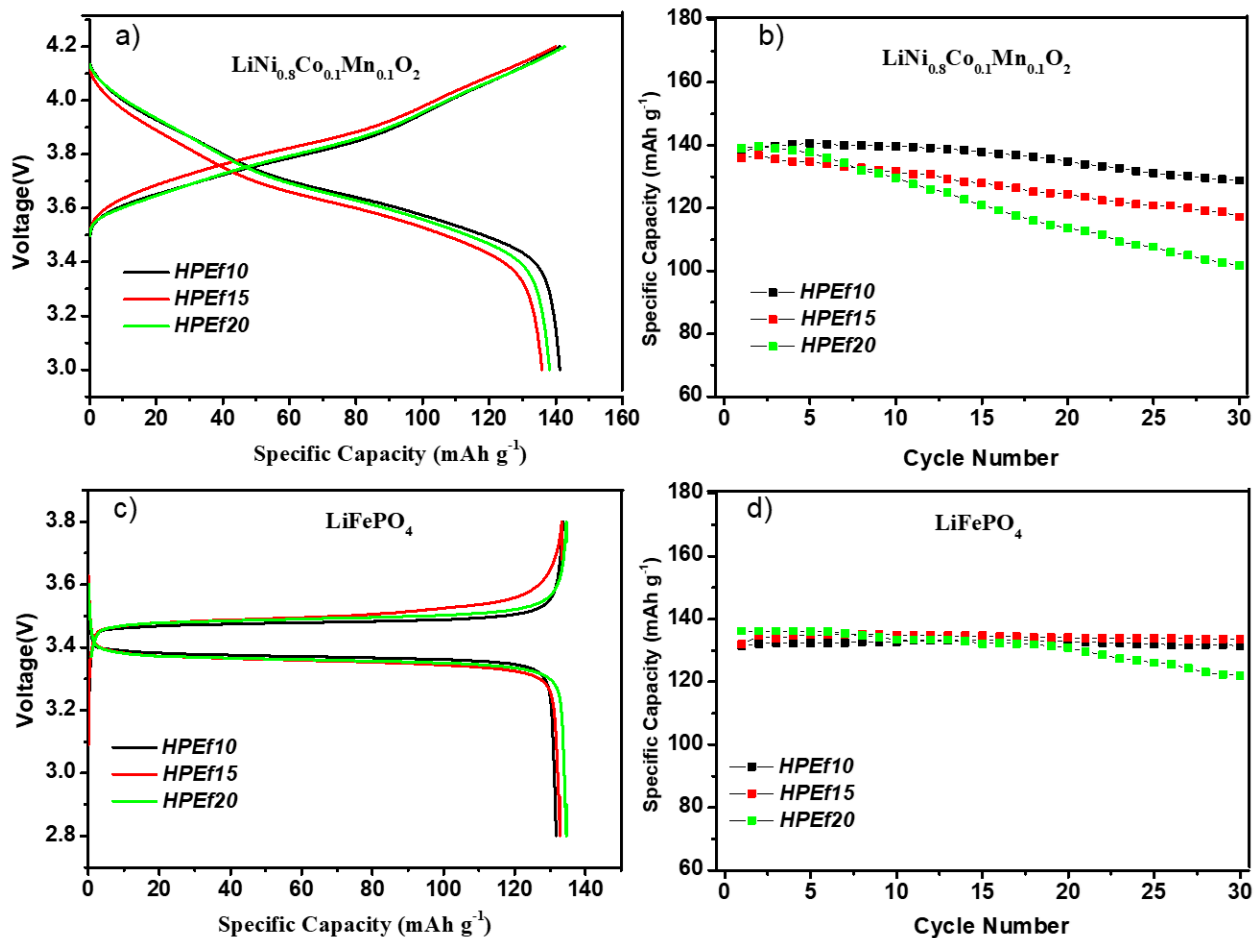 a)
LiNi0.8Co0.1Mn0.1O2
Voltage(V)
4.2
4.0
3.8
3.6
3.4
3.2
3.0
HPEf10
HPEf15
HPEf20
0 20 40 60 80 100 120 140 160
Specific Capacity (mAh g-1)
b)
LiNi0.8Co0.1Mn0.1O2
Specific Capacity (mAh g-1)
180
160
140
120
100
80
60
HPEf10
HPEf15
HPEf20
0 5 10 15 20 25 30
Cycle Number
c)
LiFePO4
Voltage(V)
3.8
3.6
3.4
3.2
3.0
2.8
HPEf10
HPEf15
HPEf20
0 20 40 60 80 100 120 140
Specific Capacity (mAh g-1)
d)
LiFePO4
Specific Capacity (mAh g-1)
180
160
140
120
100
80
60
HPEf10
HPEf15
HPEf20
0 5 10 15 20 25 30
Cycle Number